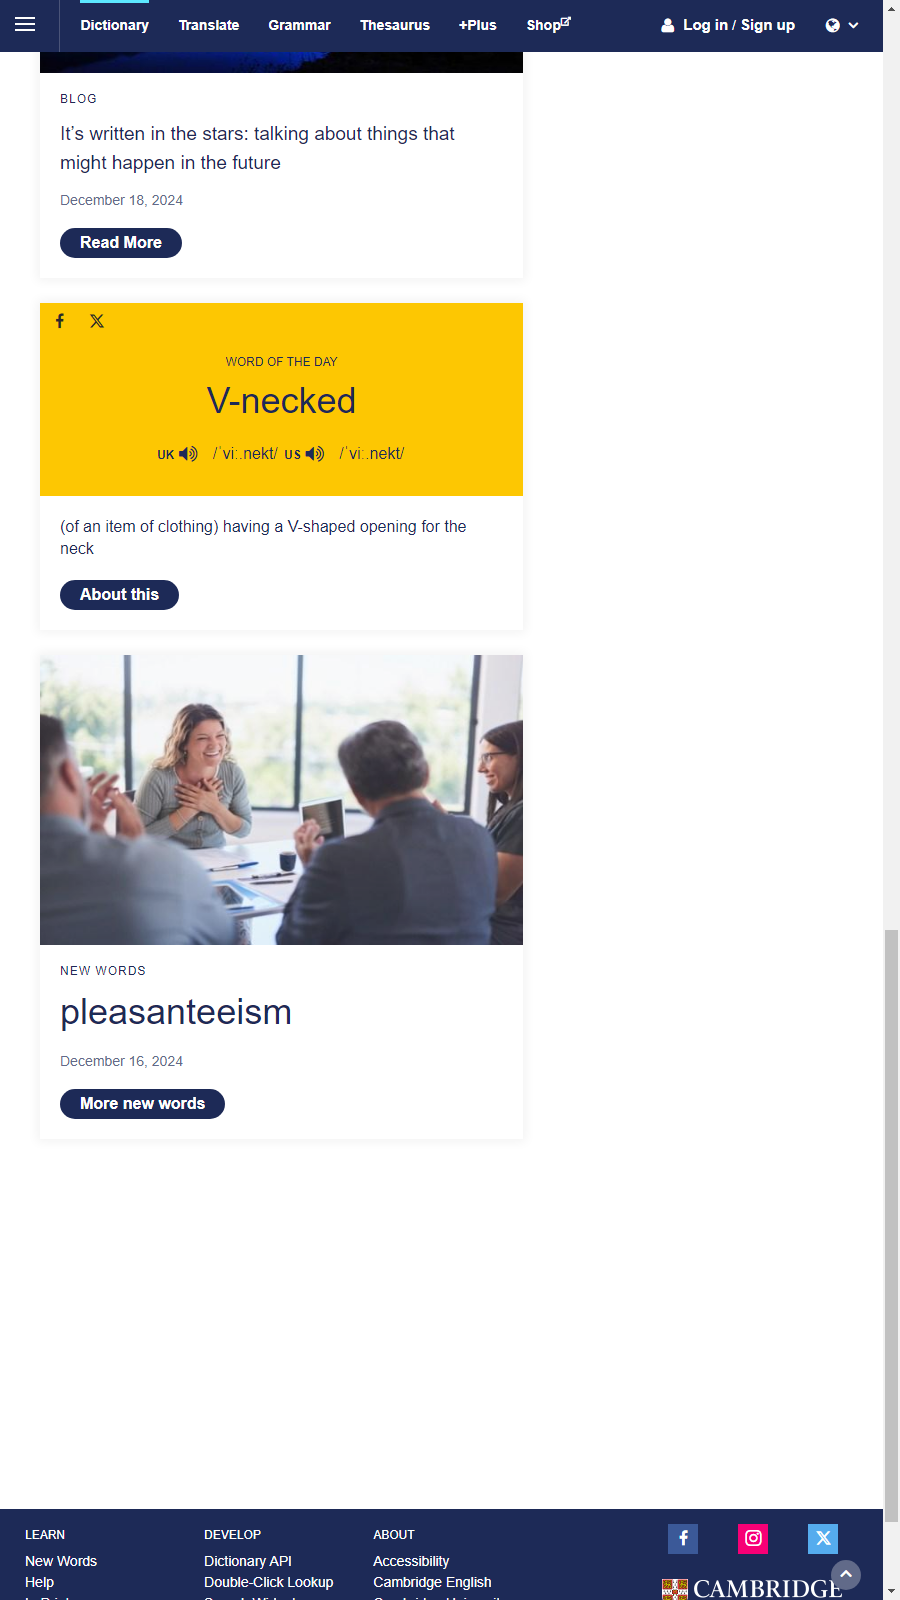 Dictionary Translate Grammar Thesaurus +Plus Shop Log in / Sign up
BLOG
It's written in the stars: talking about things that
might happen in the future
December 18, 2024
Read More
WORD OF THE DAY
V-necked
UK /ˈviː.nekt/ US /ˈviː.nekt/
(of an item of clothing) having a V-shaped opening for the
neck
About this
NEW WORDS
pleasanteeism
December 16, 2024
More new words
LEARN DEVELOP ABOUT
New Words Dictionary API Accessibility
Help Double-Click Lookup Cambridge English
CAMBRIDGE